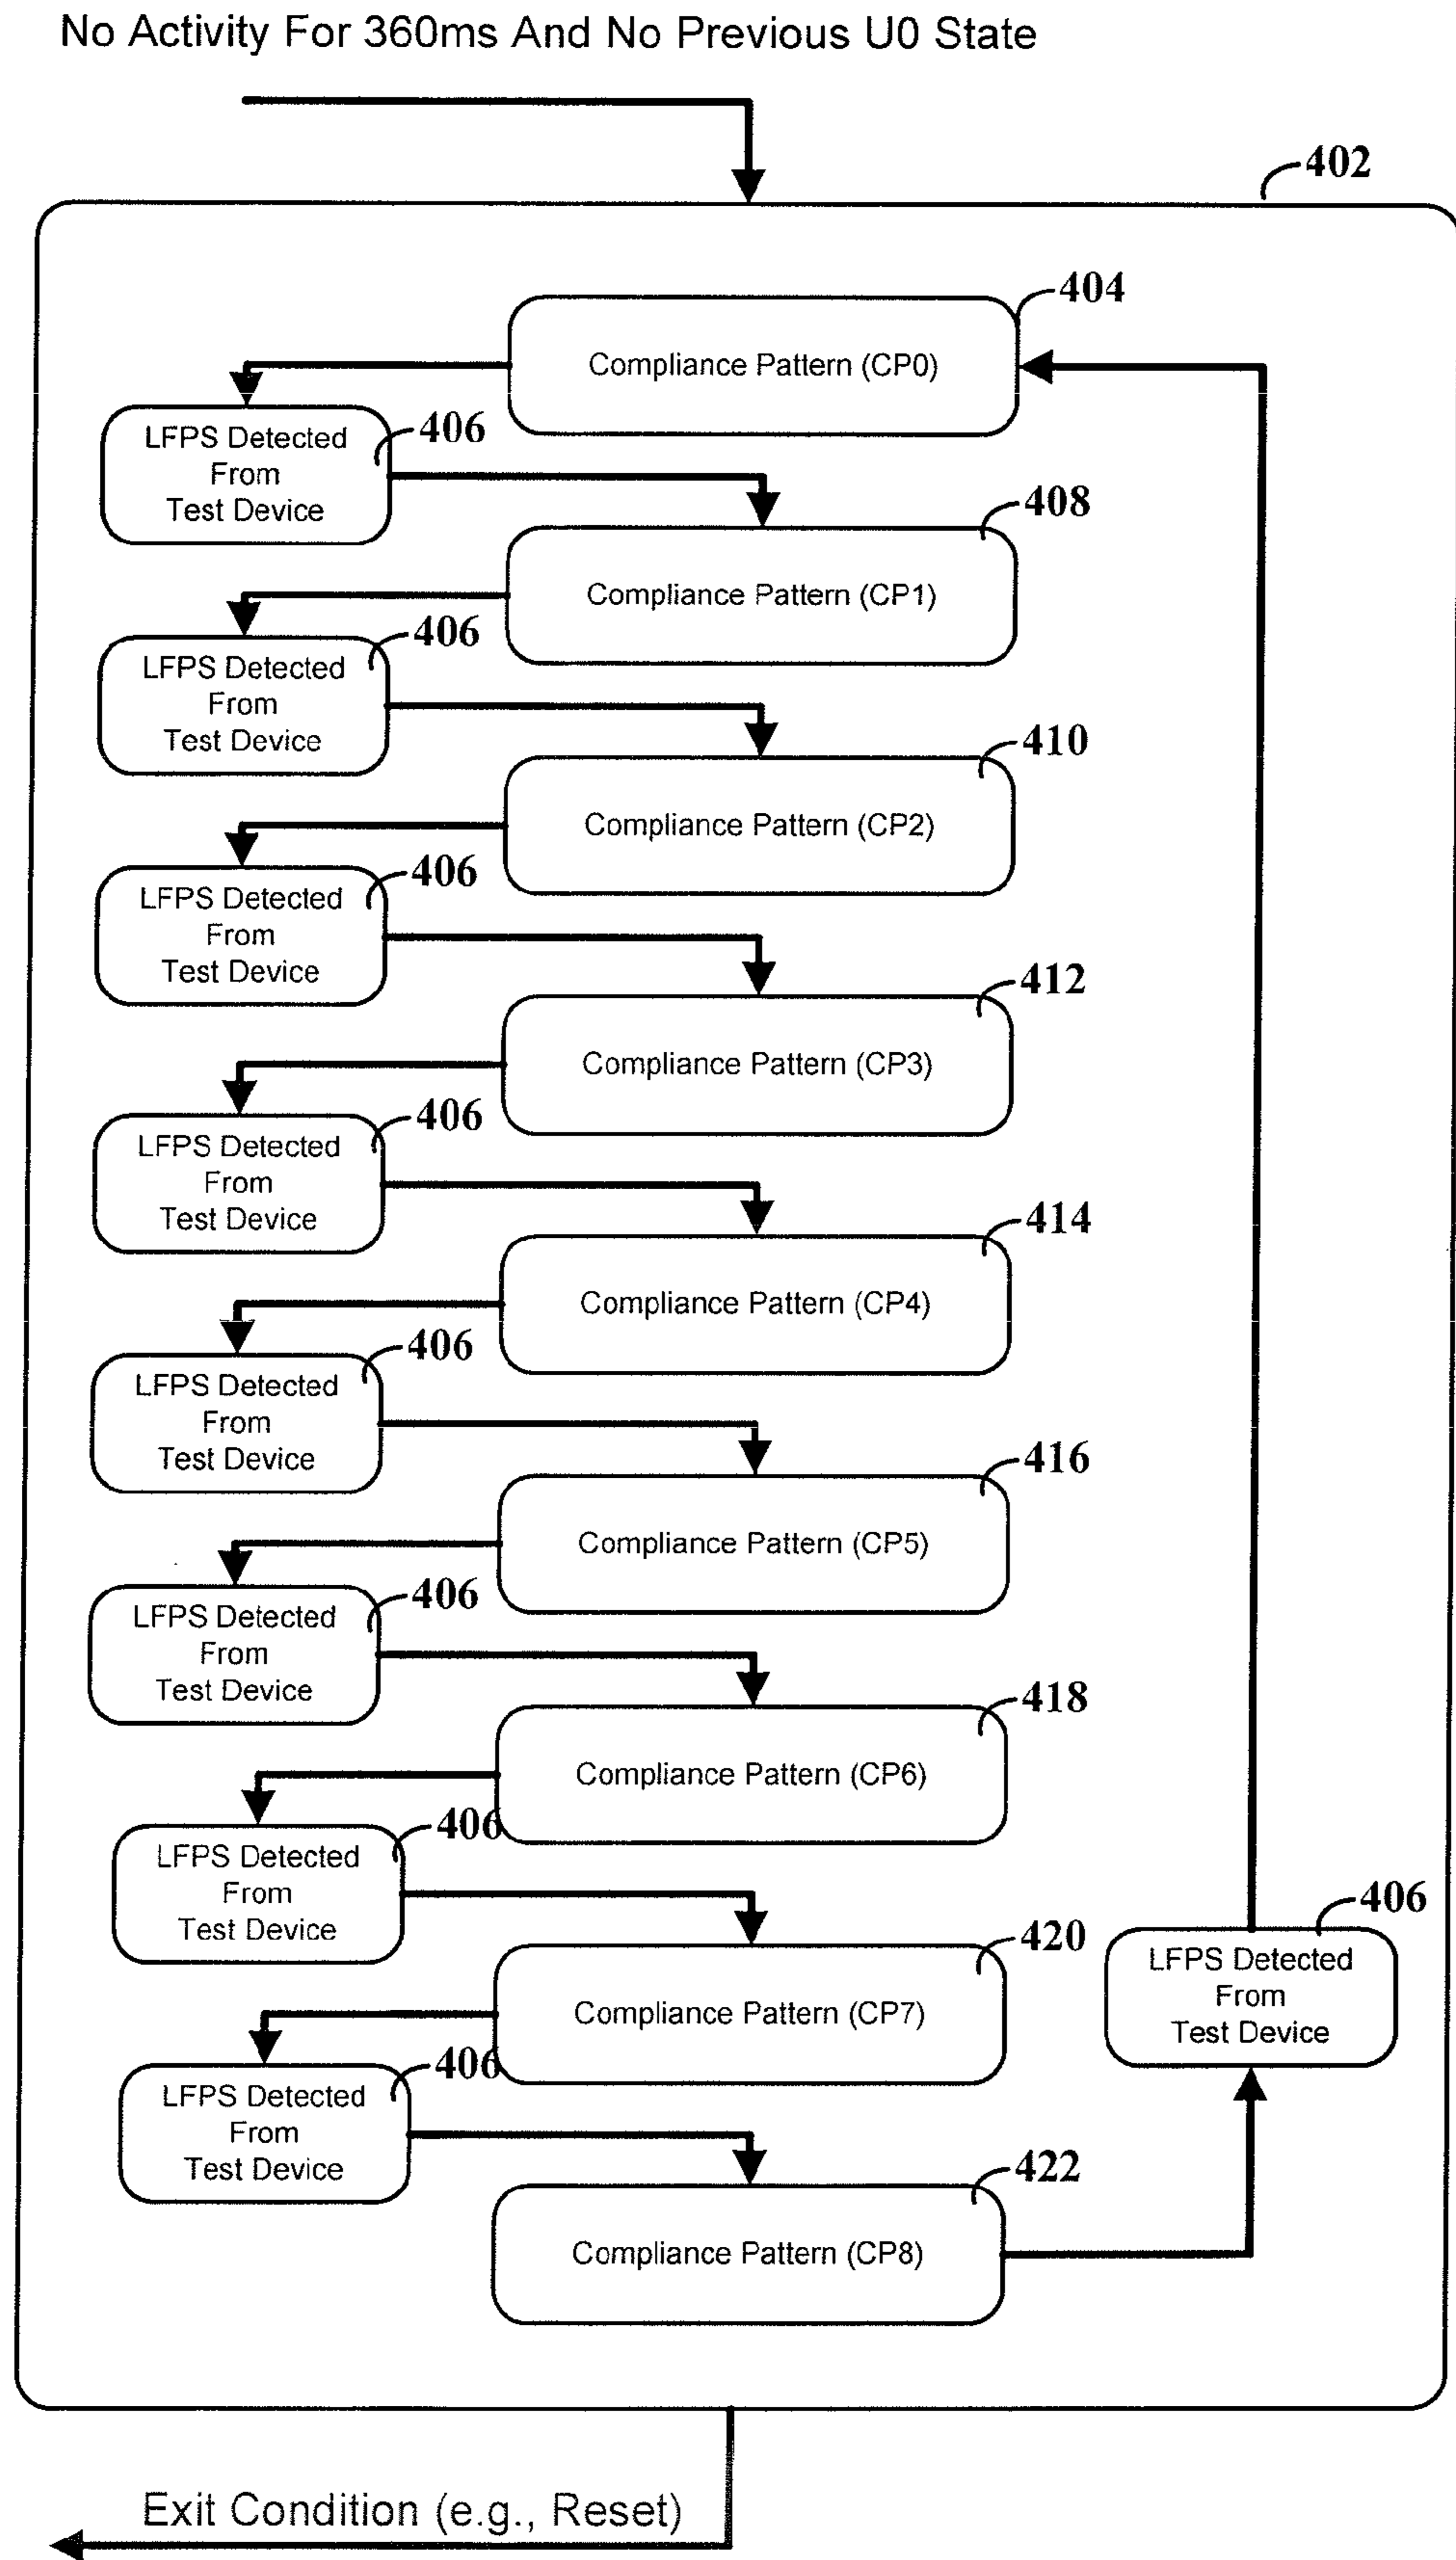 No Activity For 360ms And No Previous U0 State
402
404
Compliance Pattern (CP0)
406
LFPS Detected
From
Test Device
408
Compliance Pattern (CP1)
406
LFPS Detected
From
Test Device
410
Compliance Pattern (CP2)
406
LFPS Detected
From
Test Device
412
Compliance Pattern (CP3)
406
LFPS Detected
From
Test Device
414
Compliance Pattern (CP4)
406
LFPS Detected
From
Test Device
416
Compliance Pattern (CP5)
406
LFPS Detected
From
Test Device
418
Compliance Pattern (CP6)
406
LFPS Detected
From
Test Device
420
Compliance Pattern (CP7)
406
LFPS Detected
From
Test Device
406
LFPS Detected
From
Test Device
422
Compliance Pattern (CP8)
Exit Condition (e.g., Reset)